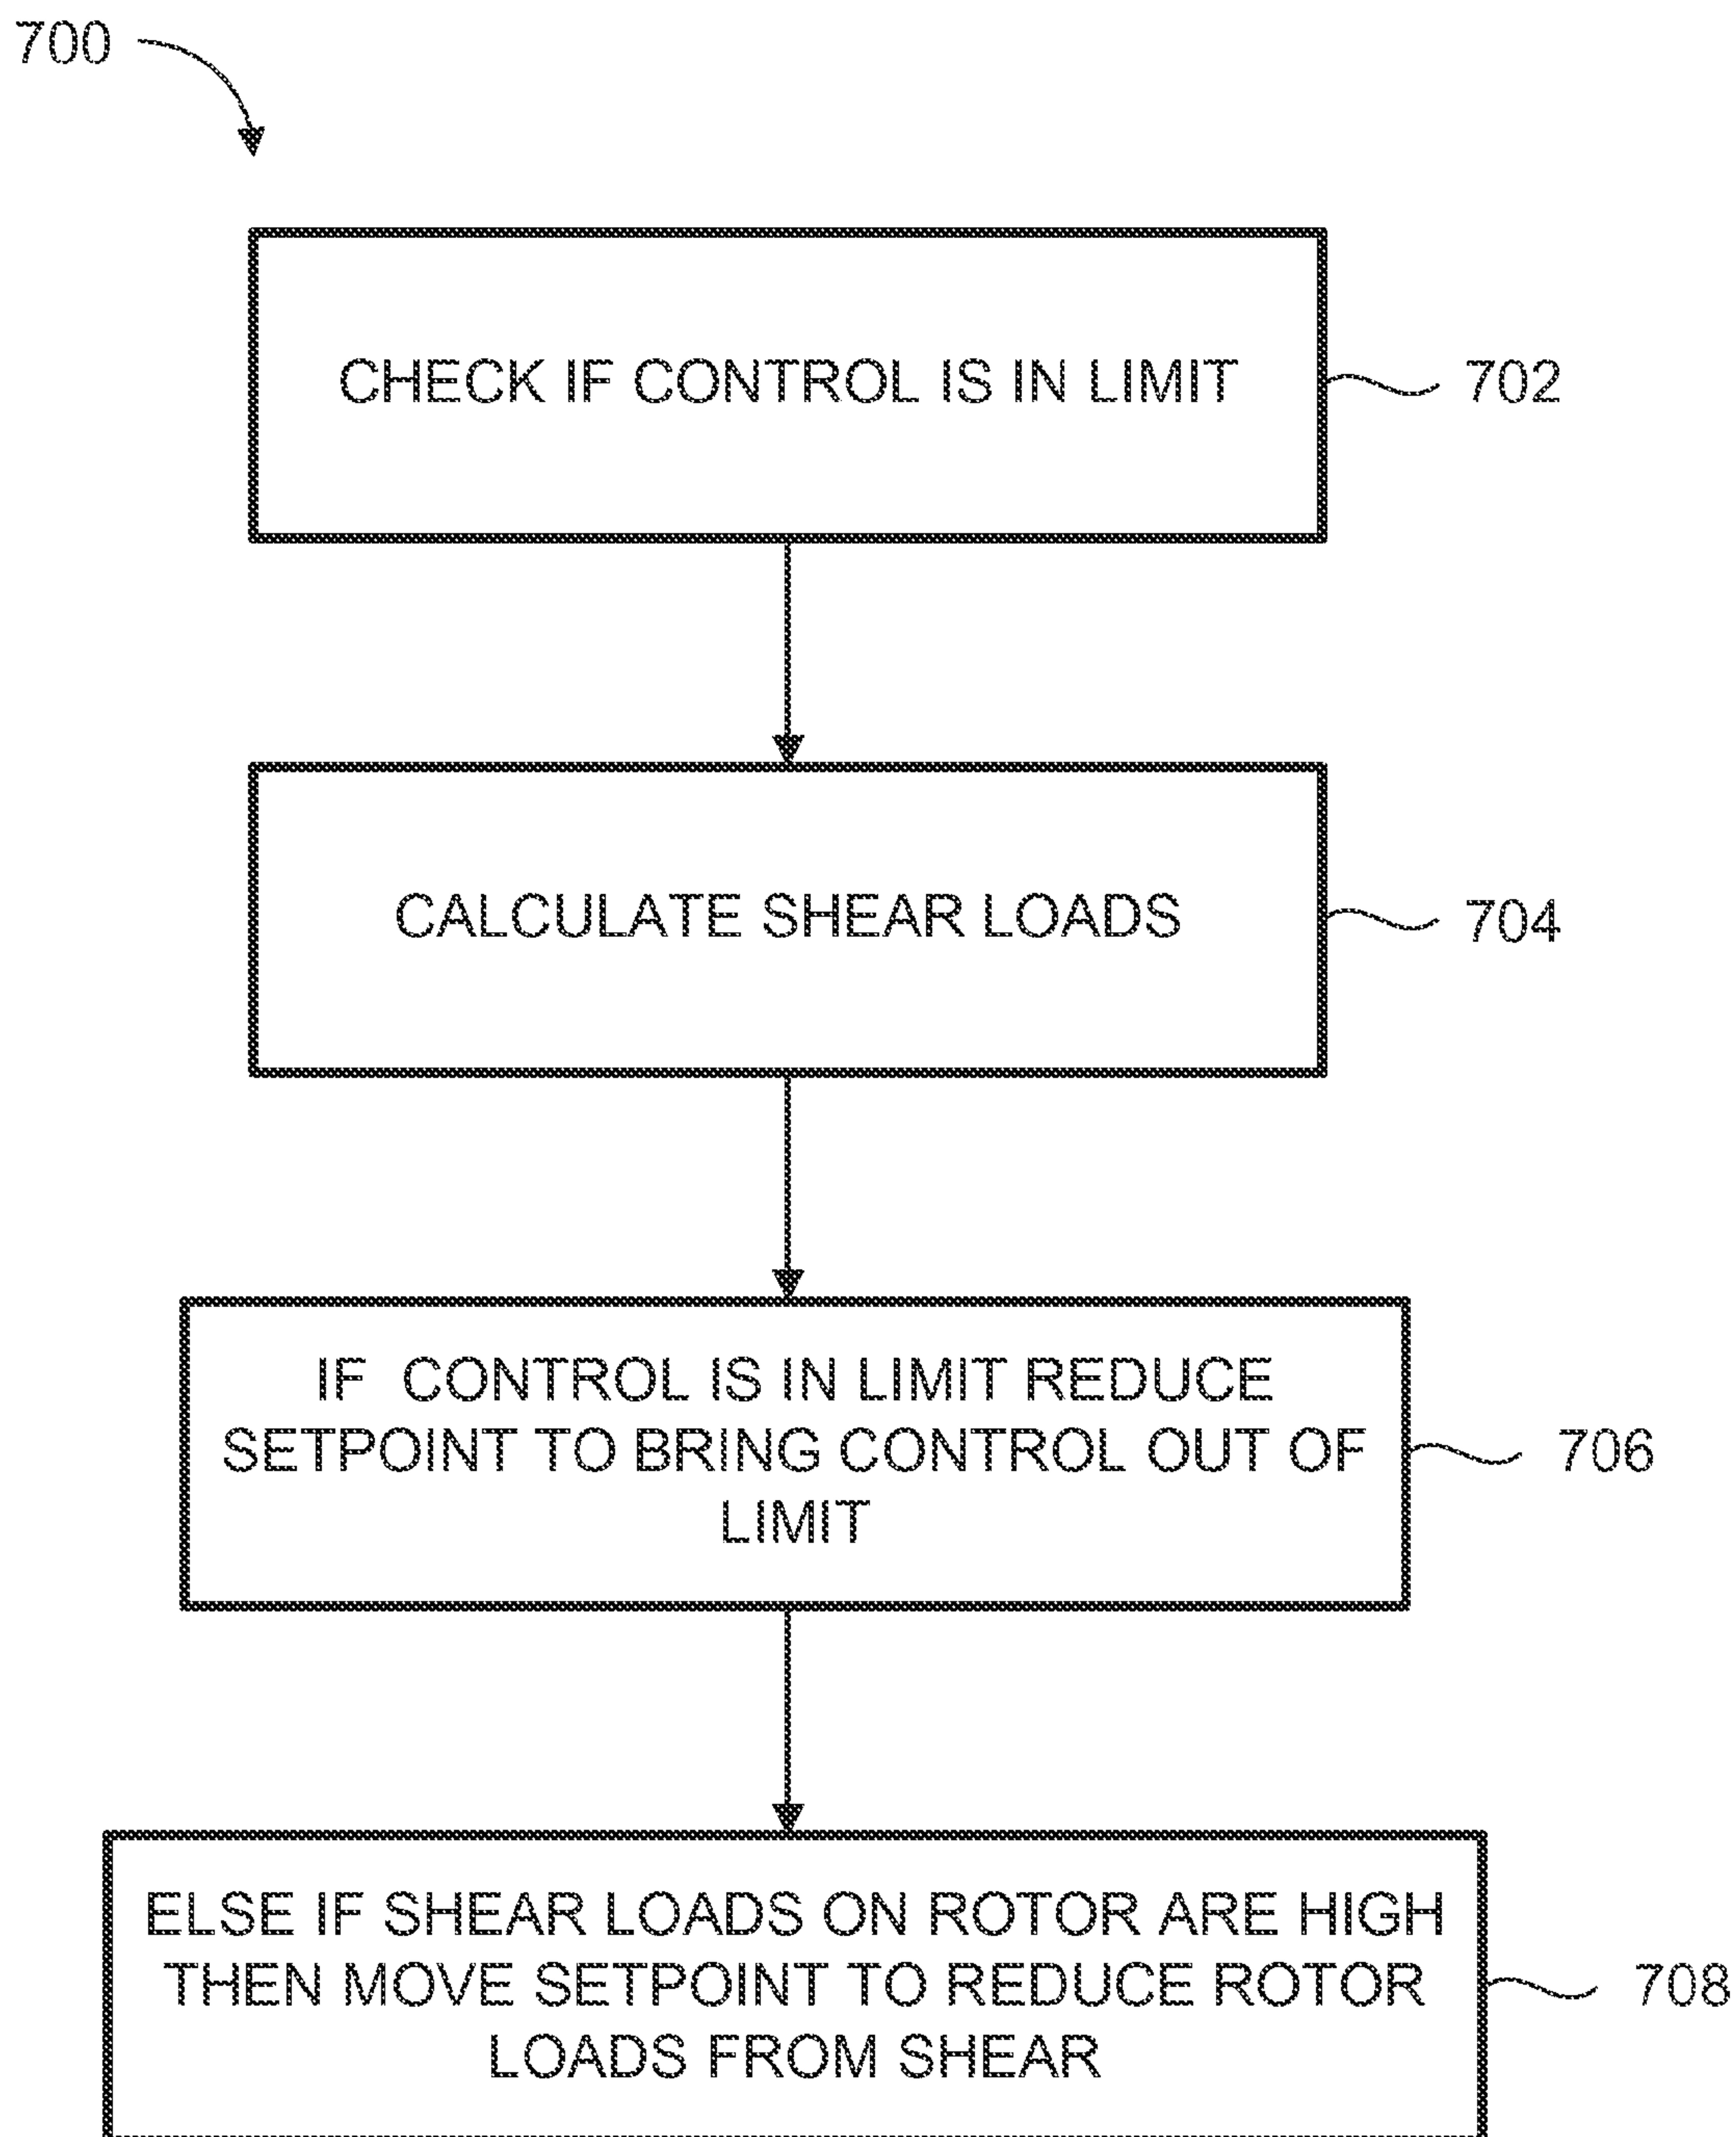 700
CHECK IF CONTROL IS IN LIMIT
702
CALCULATE SHEAR LOADS
704
IF CONTROL IS IN LIMIT REDUCE
SETPOINT TO BRING CONTROL OUT OF
LIMIT
706
ELSE IF SHEAR LOADS ON ROTOR ARE HIGH
THEN MOVE SETPOINT TO REDUCE ROTOR
LOADS FROM SHEAR
708